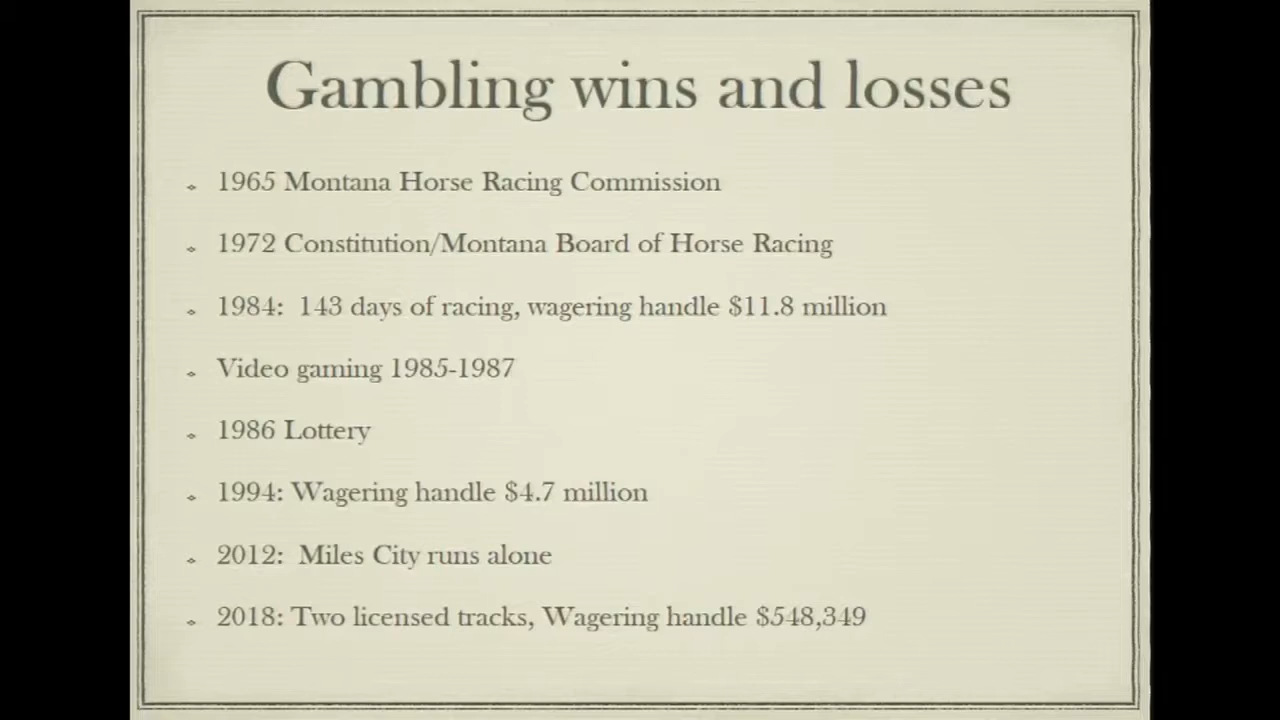 Gambling wins and losses
1965 Montana Horse Racing Commission
1972 Constitution/Montana Board of Horse Racing
1984:  143 days of racing, wagering handle $11.8 million
Video gaming 1985-1987
1986 Lottery
1994: Wagering handle $4.7 million
2012:  Miles City runs alone
2018: Two licensed tracks, Wagering handle $548,349